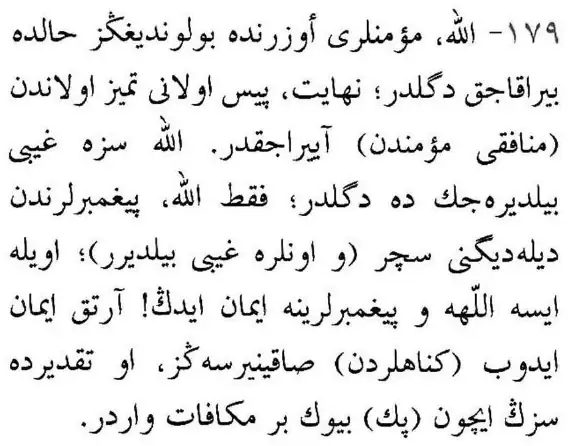 ١٧٩- الله، مؤمنلری أوزرنده بولوندیغڭز حالده
بیراقاجق دگلدر؛ نهایت، پیس اولانی تمیز اولاندن
(منافقی مؤمندن) آییراجقدر. الله سزه غیبی
بیلدیره‌جك ده دگلدر؛ فقط الله، پیغمبرلرندن
دیله‌دیگنی سچر (و اونلره غیبی بیلدیرر)؛ اویله
ایسه اللّهه و پیغمبرلرینه ایمان ایدڭ! آرتق ایمان
ایدوب (كناهلردن) صاقینیرسه‌ڭز، او تقدیرده
سزڭ ایچون (پك) بیوك بر مكافات واردر.